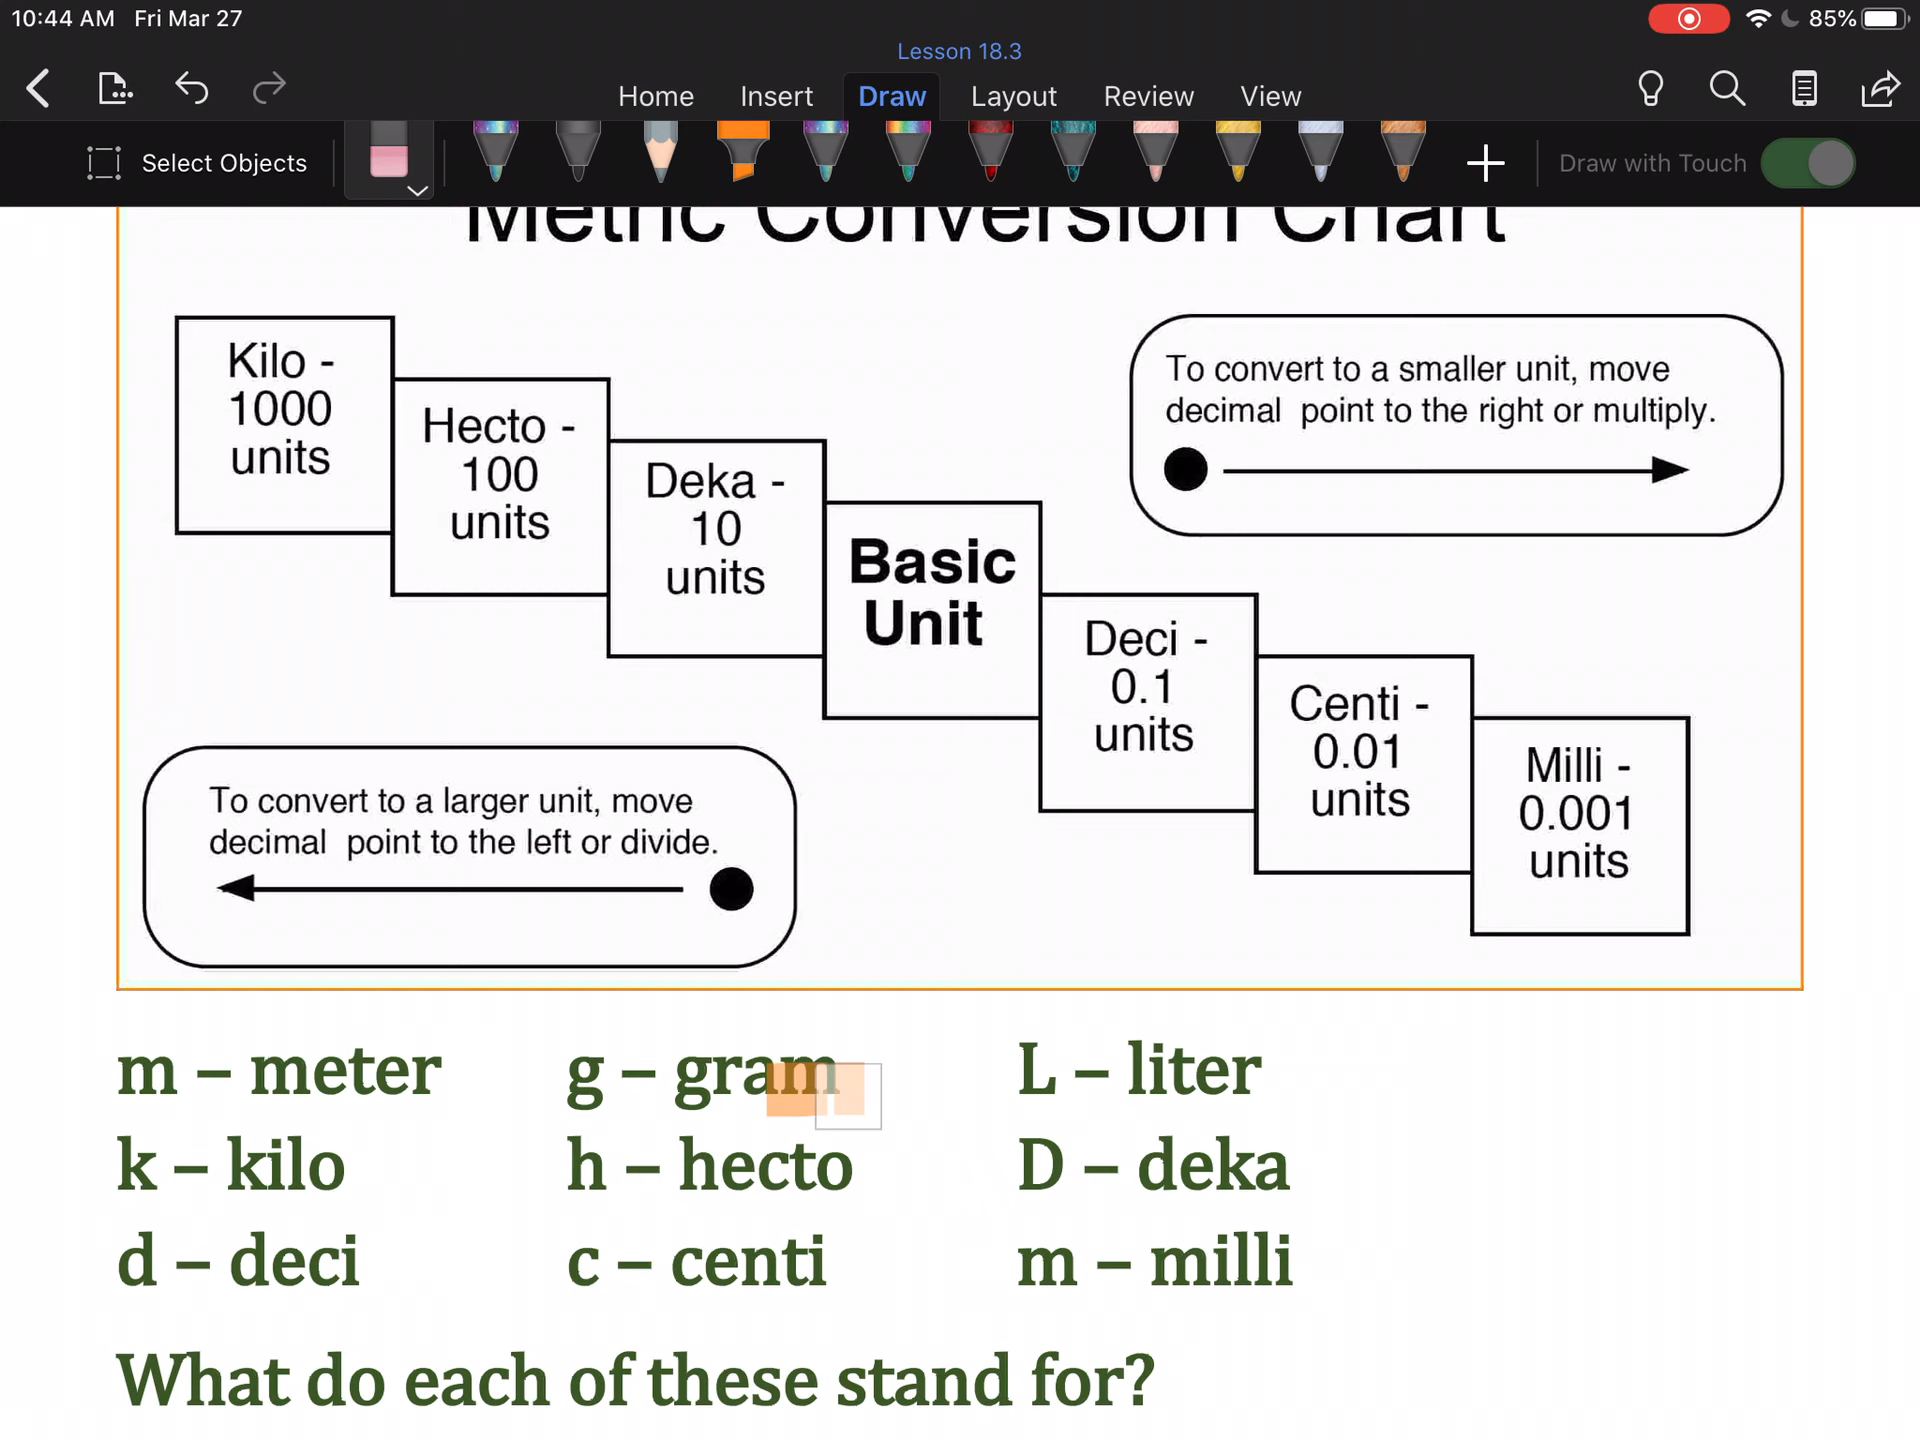 10:44 AM Fri Mar 27 85%
Lesson 18.3
Home Insert Draw Layout Review View
Select Objects Draw with Touch
Metric Conversion Chart
Kilo -
1000
units
Hecto -
100
units
Deka -
10
units
Basic
Unit
Deci -
0.1
units
Centi -
0.01
units
Milli -
0.001
units
To convert to a smaller unit, move
decimal point to the right or multiply.
To convert to a larger unit, move
decimal point to the left or divide.
m – meter g – gram L – liter
k – kilo h – hecto D – deka
d – deci c – centi m – milli
What do each of these stand for?